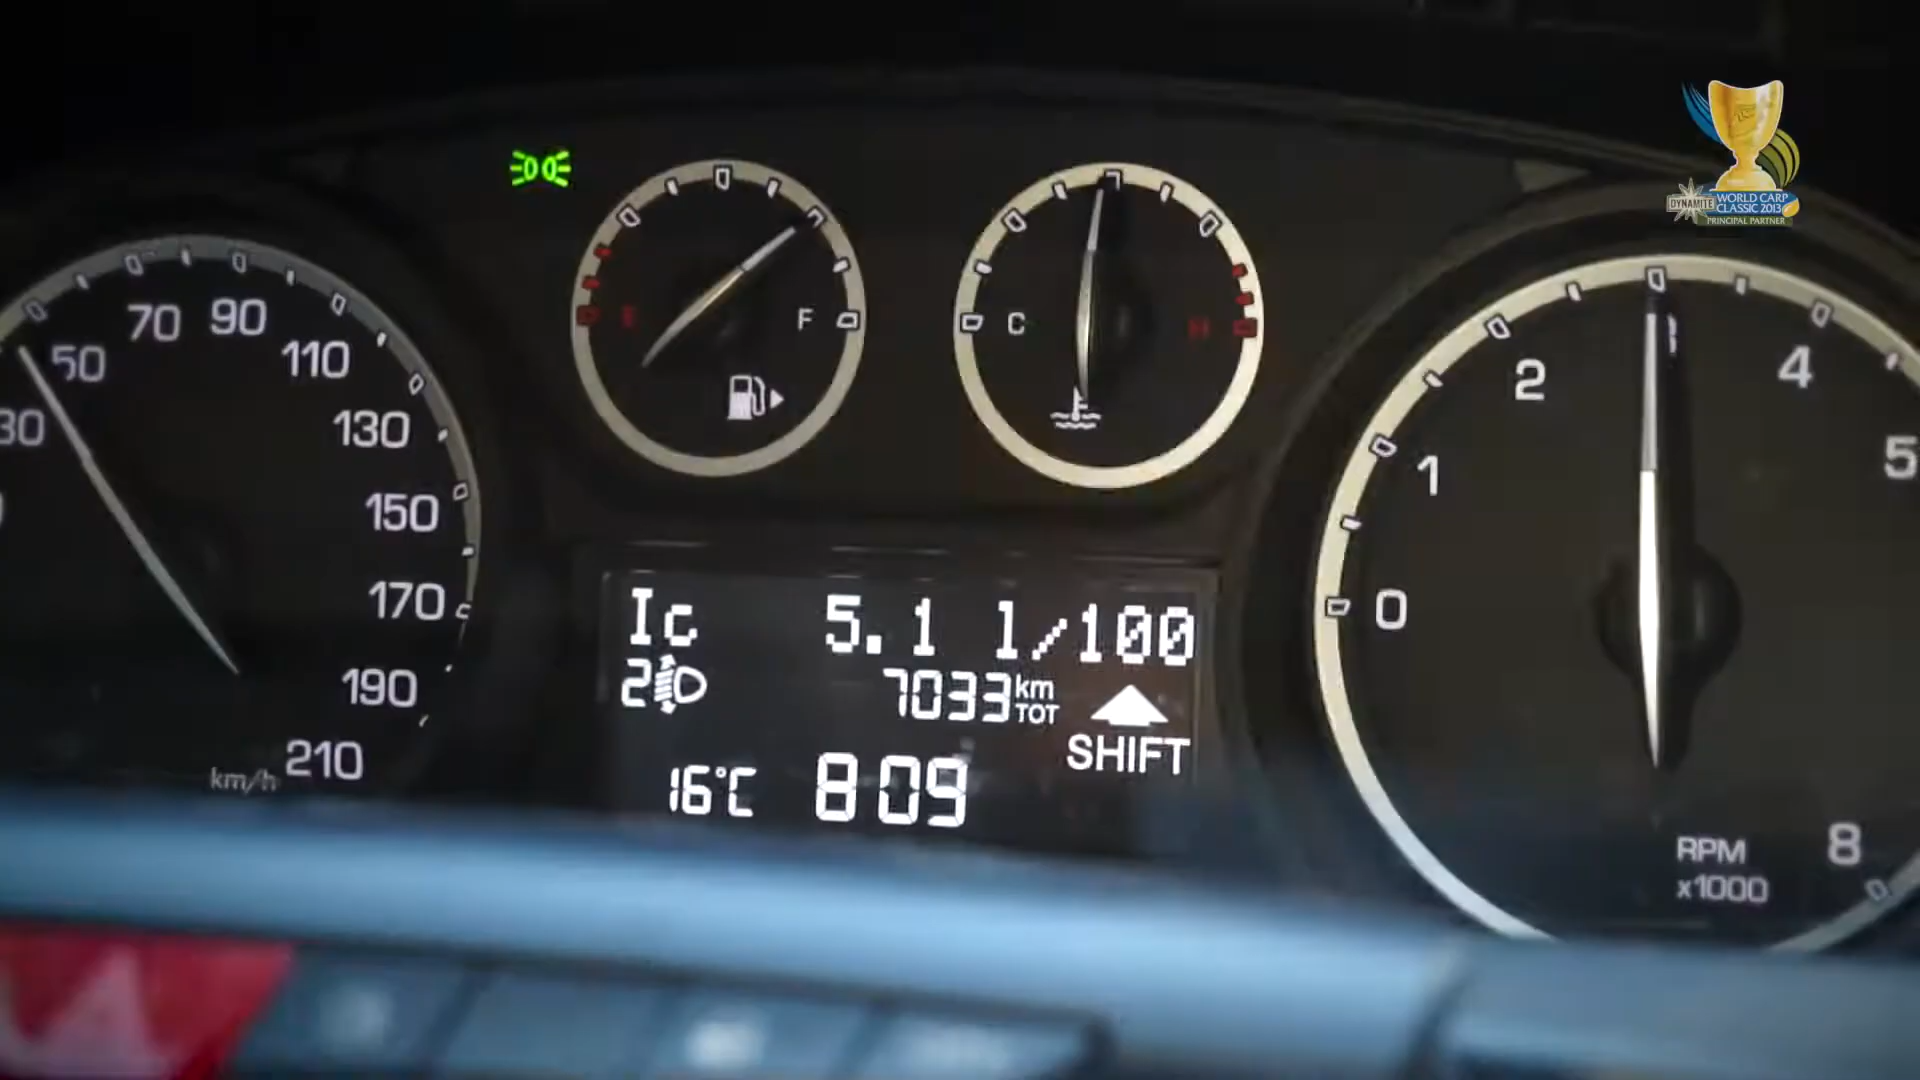 DYNAMITE
WORLD CARP
CLASSIC 2013
PRINCIPAL PARTNER
30
50
70
90
110
130
150
170
190
210
km/h
E
F
C
H
Ic 5.1 l/100
2
7033 km
TOT
SHIFT
16°C 8 09
0
1
2
4
5
8
RPM
x1000